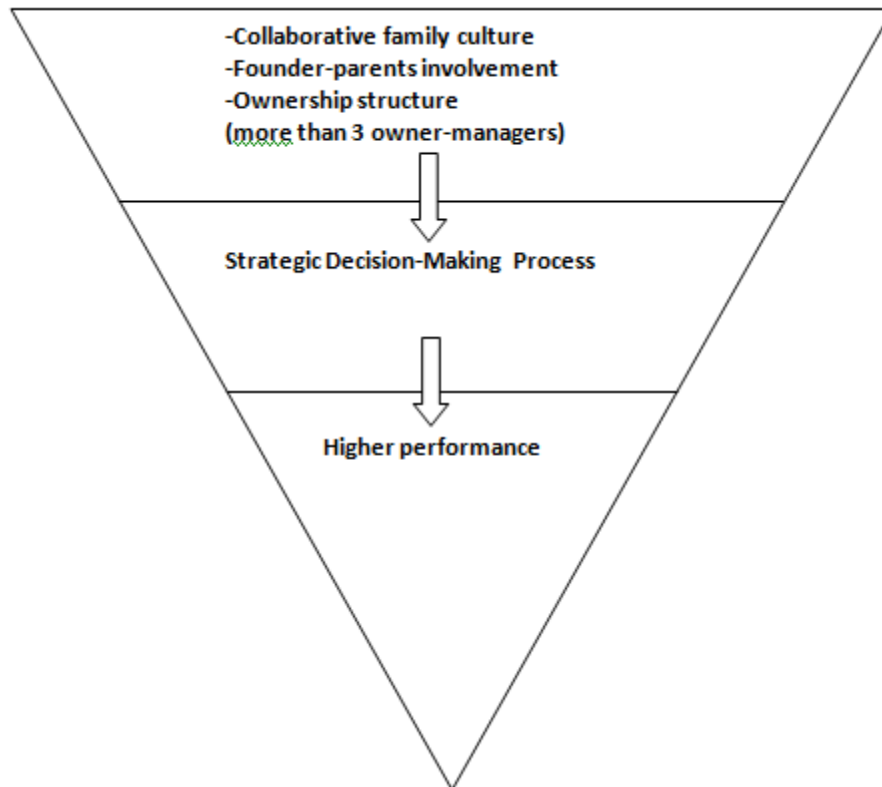 -Collaborative family culture
-Founder-parents involvement
-Ownership structure
(more than 3 owner-managers)
Strategic Decision-Making Process
Higher performance